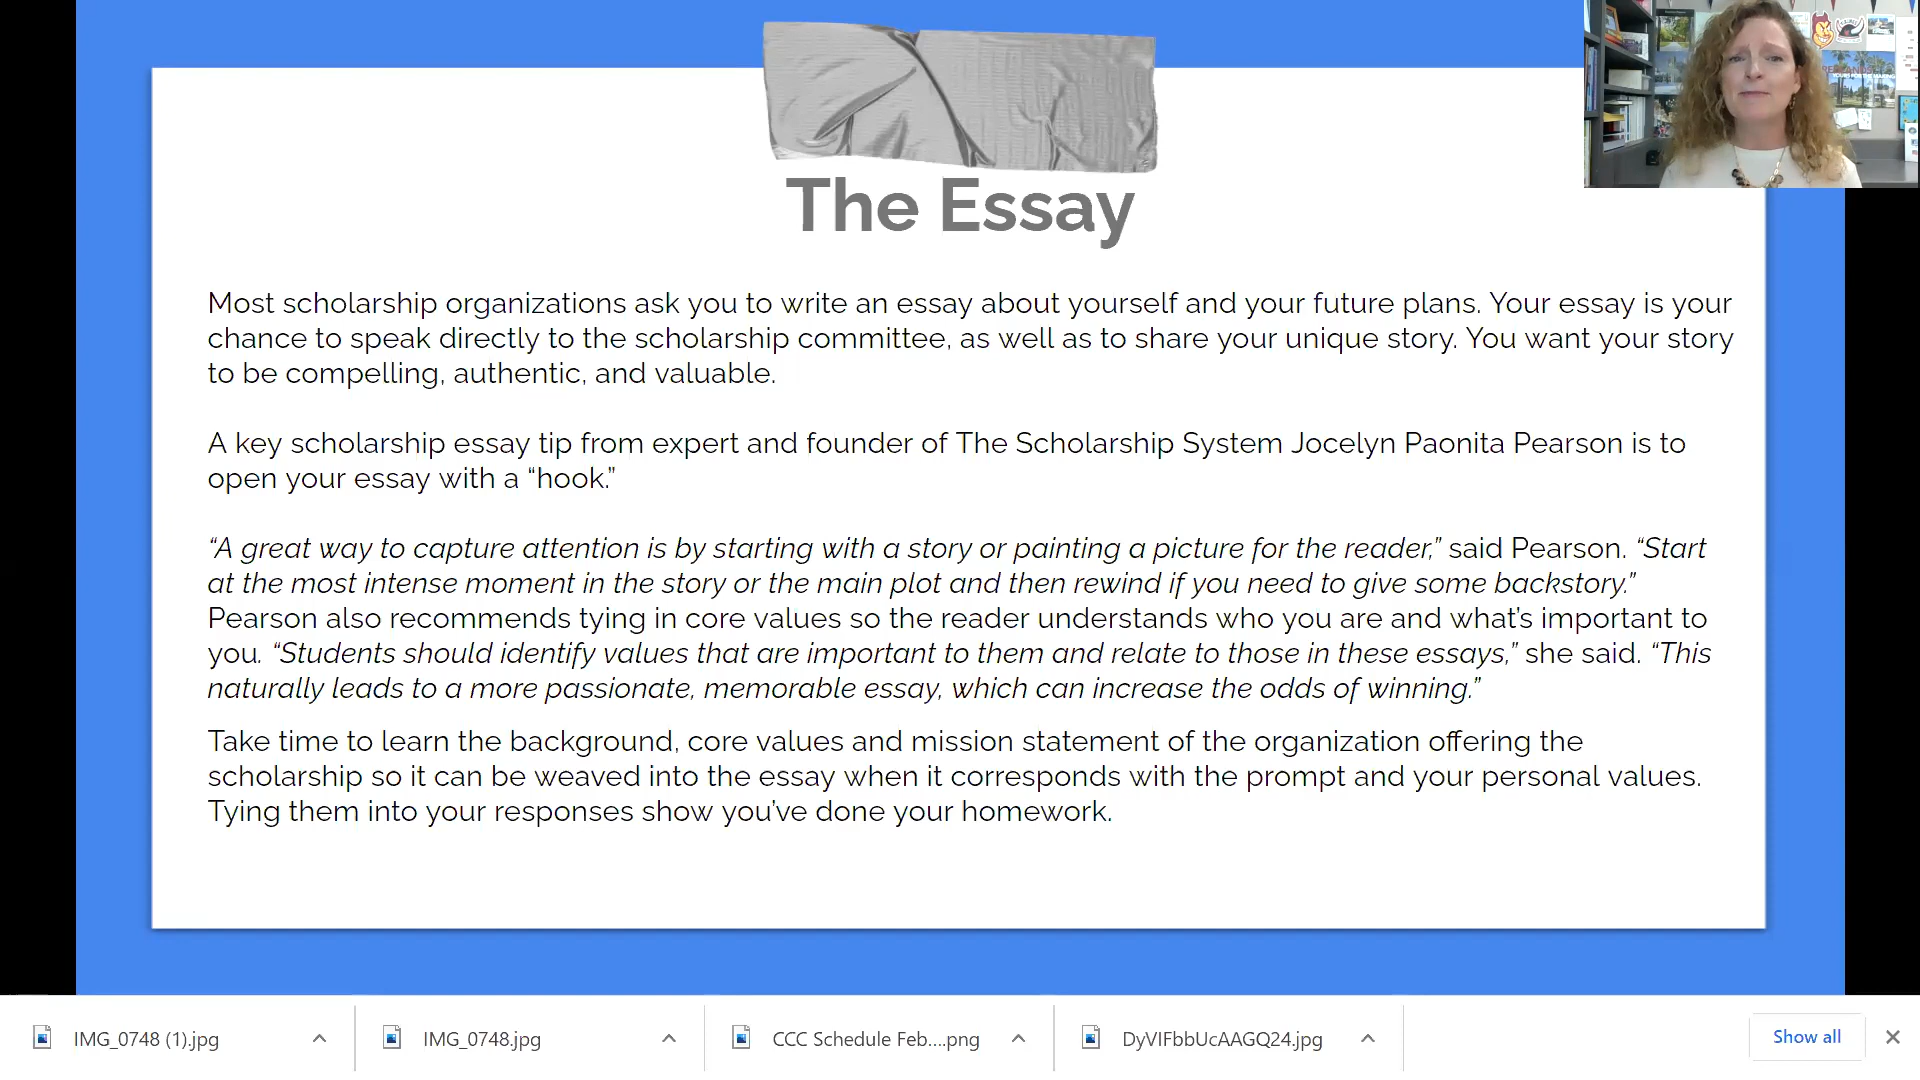 The Essay
Most scholarship organizations ask you to write an essay about yourself and your future plans. Your essay is your
chance to speak directly to the scholarship committee, as well as to share your unique story. You want your story
to be compelling, authentic, and valuable.
A key scholarship essay tip from expert and founder of The Scholarship System Jocelyn Paonita Pearson is to
open your essay with a “hook.”
“A great way to capture attention is by starting with a story or painting a picture for the reader,” said Pearson. “Start
at the most intense moment in the story or the main plot and then rewind if you need to give some backstory.”
Pearson also recommends tying in core values so the reader understands who you are and what’s important to
you. “Students should identify values that are important to them and relate to those in these essays,” she said. “This
naturally leads to a more passionate, memorable essay, which can increase the odds of winning.”
Take time to learn the background, core values and mission statement of the organization offering the
scholarship so it can be weaved into the essay when it corresponds with the prompt and your personal values.
Tying them into your responses show you’ve done your homework.
IMG_0748 (1).jpg
IMG_0748.jpg
CCC Schedule Feb....png
DyVIFbbUcAAGQ24.jpg
Show all